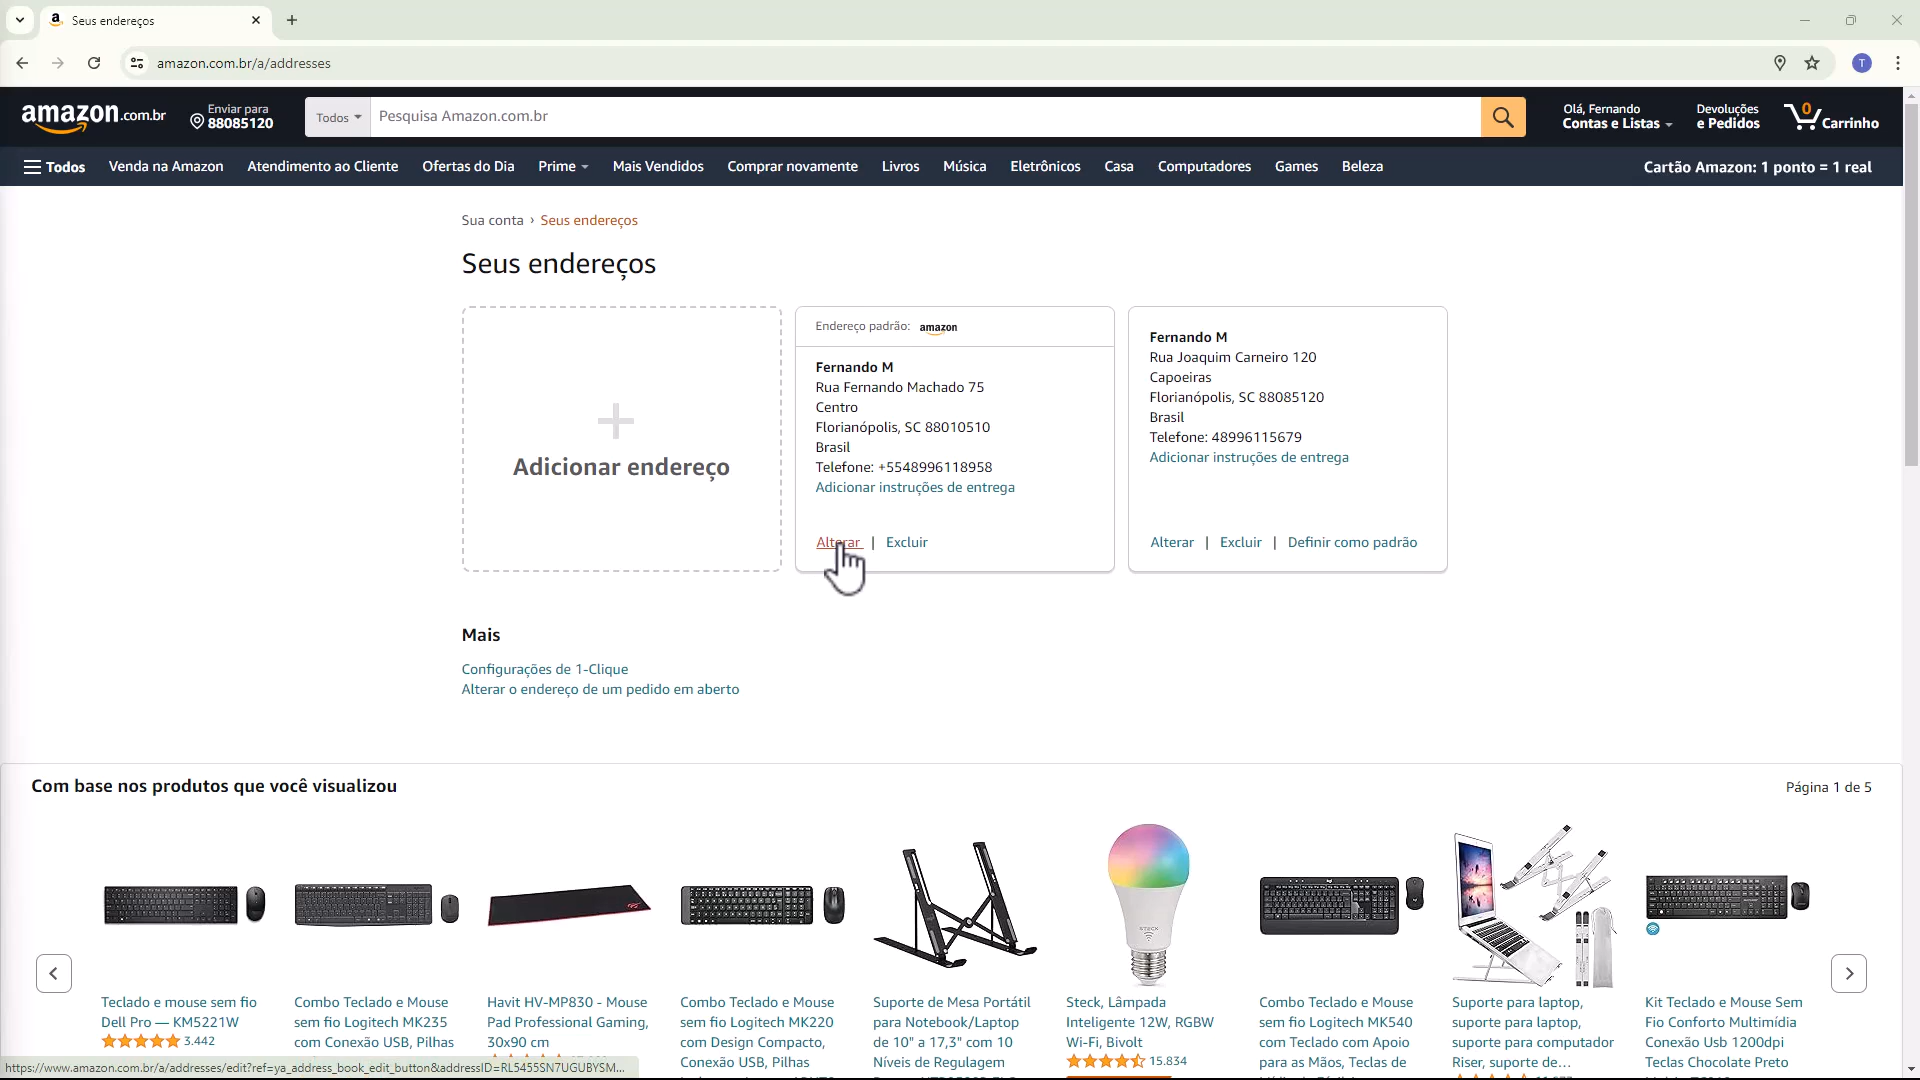 Seus endereços
amazon.com.br/a/addresses
T
amazon.com.br
Enviar para
88085120
Todos
Pesquisa Amazon.com.br
Olá, Fernando
Contas e Listas
Devoluções
e Pedidos
0
Carrinho
Todos
Venda na Amazon
Atendimento ao Cliente
Ofertas do Dia
Prime
Mais Vendidos
Comprar novamente
Livros
Música
Eletrônicos
Casa
Computadores
Games
Beleza
Cartão Amazon: 1 ponto = 1 real
Sua conta › Seus endereços
Seus endereços
Adicionar endereço
Endereço padrão: amazon
Fernando M
Rua Fernando Machado 75
Centro
Florianópolis, SC 88010510
Brasil
Telefone: +5548996118958
Adicionar instruções de entrega
Alterar | Excluir
Fernando M
Rua Joaquim Carneiro 120
Capoeiras
Florianópolis, SC 88085120
Brasil
Telefone: 48996115679
Adicionar instruções de entrega
Alterar | Excluir | Definir como padrão
Mais
Configurações de 1-Clique
Alterar o endereço de um pedido em aberto
Com base nos produtos que você visualizou
Página 1 de 5
Teclado e mouse sem fio
Dell Pro — KM5221W
3.442
Combo Teclado e Mouse
sem fio Logitech MK235
com Conexão USB, Pilhas
Havit HV-MP830 - Mouse
Pad Professional Gaming,
30x90 cm
Combo Teclado e Mouse
sem fio Logitech MK220
com Design Compacto,
Conexão USB, Pilhas
Suporte de Mesa Portátil
para Notebook/Laptop
de 10" a 17,3" com 10
Níveis de Regulagem
STECK
Steck, Lâmpada
Inteligente 12W, RGBW
Wi-Fi, Bivolt
15.834
Combo Teclado e Mouse
sem fio Logitech MK540
com Teclado com Apoio
para as Mãos, Teclas de
Suporte para laptop,
suporte para laptop,
suporte para computador
Riser, suporte de...
Kit Teclado e Mouse Sem
Fio Conforto Multimídia
Conexão Usb 1200dpi
Teclas Chocolate Preto
https://www.amazon.com.br/a/addresses/edit?ref=ya_address_book_edit_button&addressID=RL5455SN7UGUBYSM...